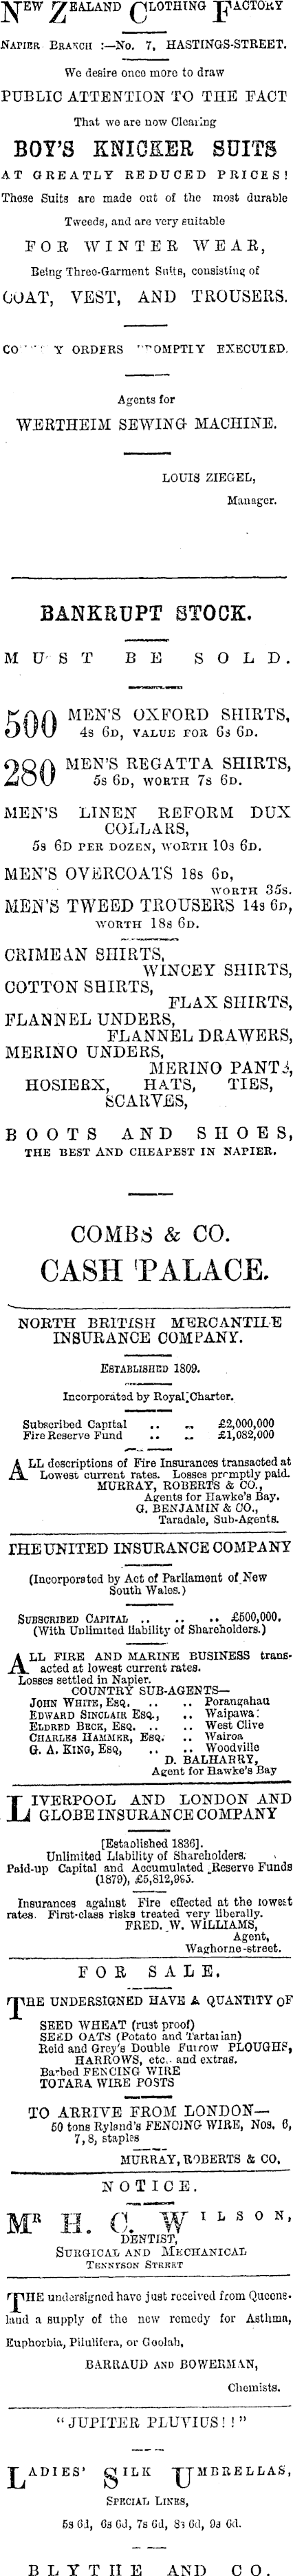 NEW ZEALAND CLOTHING FACTORY
NAPIER BRANCH :—No. 7, HASTINGS-STREET.
We desire once more to draw
PUBLIC ATTENTION TO THE FACT
That we are now Clearing
BOY'S KNICKER SUITS
AT GREATLY REDUCED PRICES!
These Suits are made out of the most durable
Tweeds, and are very suitable
FOR WINTER WEAR,
Being Three-Garment Suits, consisting of
COAT, VEST, AND TROUSERS.
CO Y ORDERS PROMPTLY EXECUTED.
Agents for
WERTHEIM SEWING MACHINE.
LOUIS ZIEGEL,
Manager.
BANKRUPT STOCK.
MUST BE SOLD.
500 MEN'S OXFORD SHIRTS,
4s 6D, VALUE FOR 6s 6D.
280 MEN'S REGATTA SHIRTS,
5s 6D, WORTH 7s 6D.
MEN'S LINEN REFORM DUX
COLLARS,
5s 6D PER DOZEN, WORTH 10s 6D.
MEN'S OVERCOATS 18s 6D,
WORTH 35s.
MEN'S TWEED TROUSERS 14s 6D,
WORTH 18s 6D.
CRIMEAN SHIRTS,
WINCEY SHIRTS,
COTTON SHIRTS,
FLAX SHIRTS,
FLANNEL UNDERS,
FLANNEL DRAWERS,
MERINO UNDERS,
MERINO PANTS,
HOSIERY, HATS, TIES,
SCARVES,
BOOTS AND SHOES,
THE BEST AND CHEAPEST IN NAPIER.
COMBS & CO.
CASH PALACE.
NORTH BRITISH MERCANTILE
INSURANCE COMPANY.
ESTABLISHED 1809.
Incorporated by Royal Charter.
Subscribed Capital .. .. £2,000,000
Fire Reserve Fund .. .. £1,082,000
ALL descriptions of Fire Insurances transacted at
Lowest current rates. Losses promptly paid.
MURRAY, ROBERTS & CO.,
Agents for Hawke's Bay.
G. BENJAMIN & CO.,
Taradale, Sub-Agents.
THE UNITED INSURANCE COMPANY
(Incorporated by Act of Parliament of New
South Wales.)
SUBSCRIBED CAPITAL .. .. .. £500,000.
(With Unlimited liability of Shareholders.)
ALL FIRE AND MARINE BUSINESS trans-
acted at lowest current rates.
Losses settled in Napier.
COUNTRY SUB-AGENTS—
JOHN WHITE, ESQ. .. .. Porangahau
EDWARD SINCLAIR ESQ., .. Waipawa
ELDRED BECK, ESQ. .. .. West Clive
CHARLES HAMMER, ESQ. .. Wairoa
G. A. KING, ESQ, .. .. Woodville
D. BALHARRY,
Agent for Hawke's Bay
LIVERPOOL AND LONDON AND
GLOBE INSURANCE COMPANY
[Established 1836].
Unlimited Liability of Shareholders.
Paid-up Capital and Accumulated Reserve Funds
(1879), £5,812,985.
Insurances against Fire effected at the lowest
rates. First-class risks treated very liberally.
FRED. W. WILLIAMS,
Agent,
Waghorne-street.
FOR SALE.
THE UNDERSIGNED HAVE A QUANTITY OF
SEED WHEAT (rust proof)
SEED OATS (Potato and Tartarian)
Reid and Grey's Double Furrow PLOUGHS,
HARROWS, etc.. and extras.
Barbed FENCING WIRE
TOTARA WIRE POSTS
TO ARRIVE FROM LONDON—
50 tons Ryland's FENCING WIRE, Nos. 6,
7, 8, staples
MURRAY, ROBERTS & CO,
NOTICE.
MR H. C. WILSON,
DENTIST,
SURGICAL AND MECHANICAL
TENNYSON STREET
THE undersigned have just received from Queens-
land a supply of the new remedy for Asthma,
Euphorbia, Pilulifera, or Goolah,
BARRAUD AND BOWERMAN,
Chemists.
"JUPITER PLUVIUS!!"
LADIES' SILK UMBRELLAS,
SPECIAL LINES,
5s 6d, 6s 6d, 7s 6d, 8s 6d, 9s 6d.
BLYTHE AND CO.